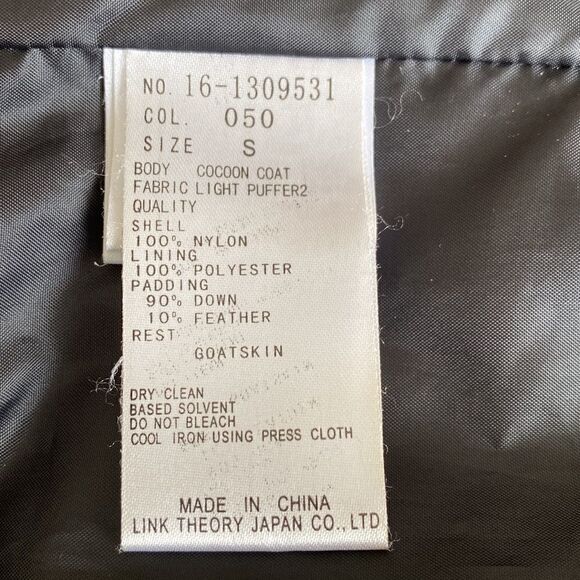 NO. 16-1309531
COL. 050
SIZE S
BODY COCOON COAT
FABRIC LIGHT PUFFER2
QUALITY
SHELL
100% NYLON
LINING
100% POLYESTER
PADDING
90% DOWN
10% FEATHER
REST
GOATSKIN
DRY CLEAN
BASED SOLVENT
DO NOT BLEACH
COOL IRON USING PRESS CLOTH
MADE IN CHINA
LINK THEORY JAPAN CO., LTD